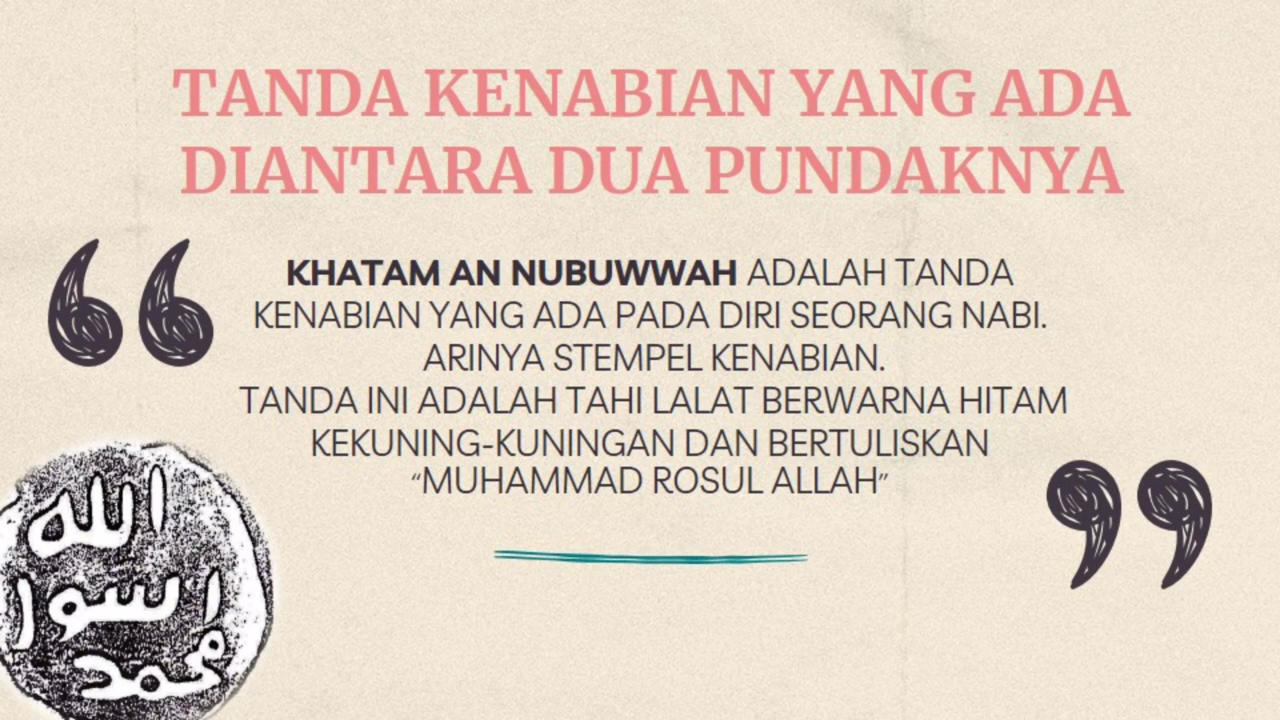 TANDA KENABIAN YANG ADA
DIANTARA DUA PUNDAKNYA
KHATAM AN NUBUWWAH ADALAH TANDA
KENABIAN YANG ADA PADA DIRI SEORANG NABI.
ARINYA STEMPEL KENABIAN.
TANDA INI ADALAH TAHI LALAT BERWARNA HITAM
KEKUNING-KUNINGAN DAN BERTULISKAN
“MUHAMMAD ROSUL ALLAH”
الله
رسول
محمد